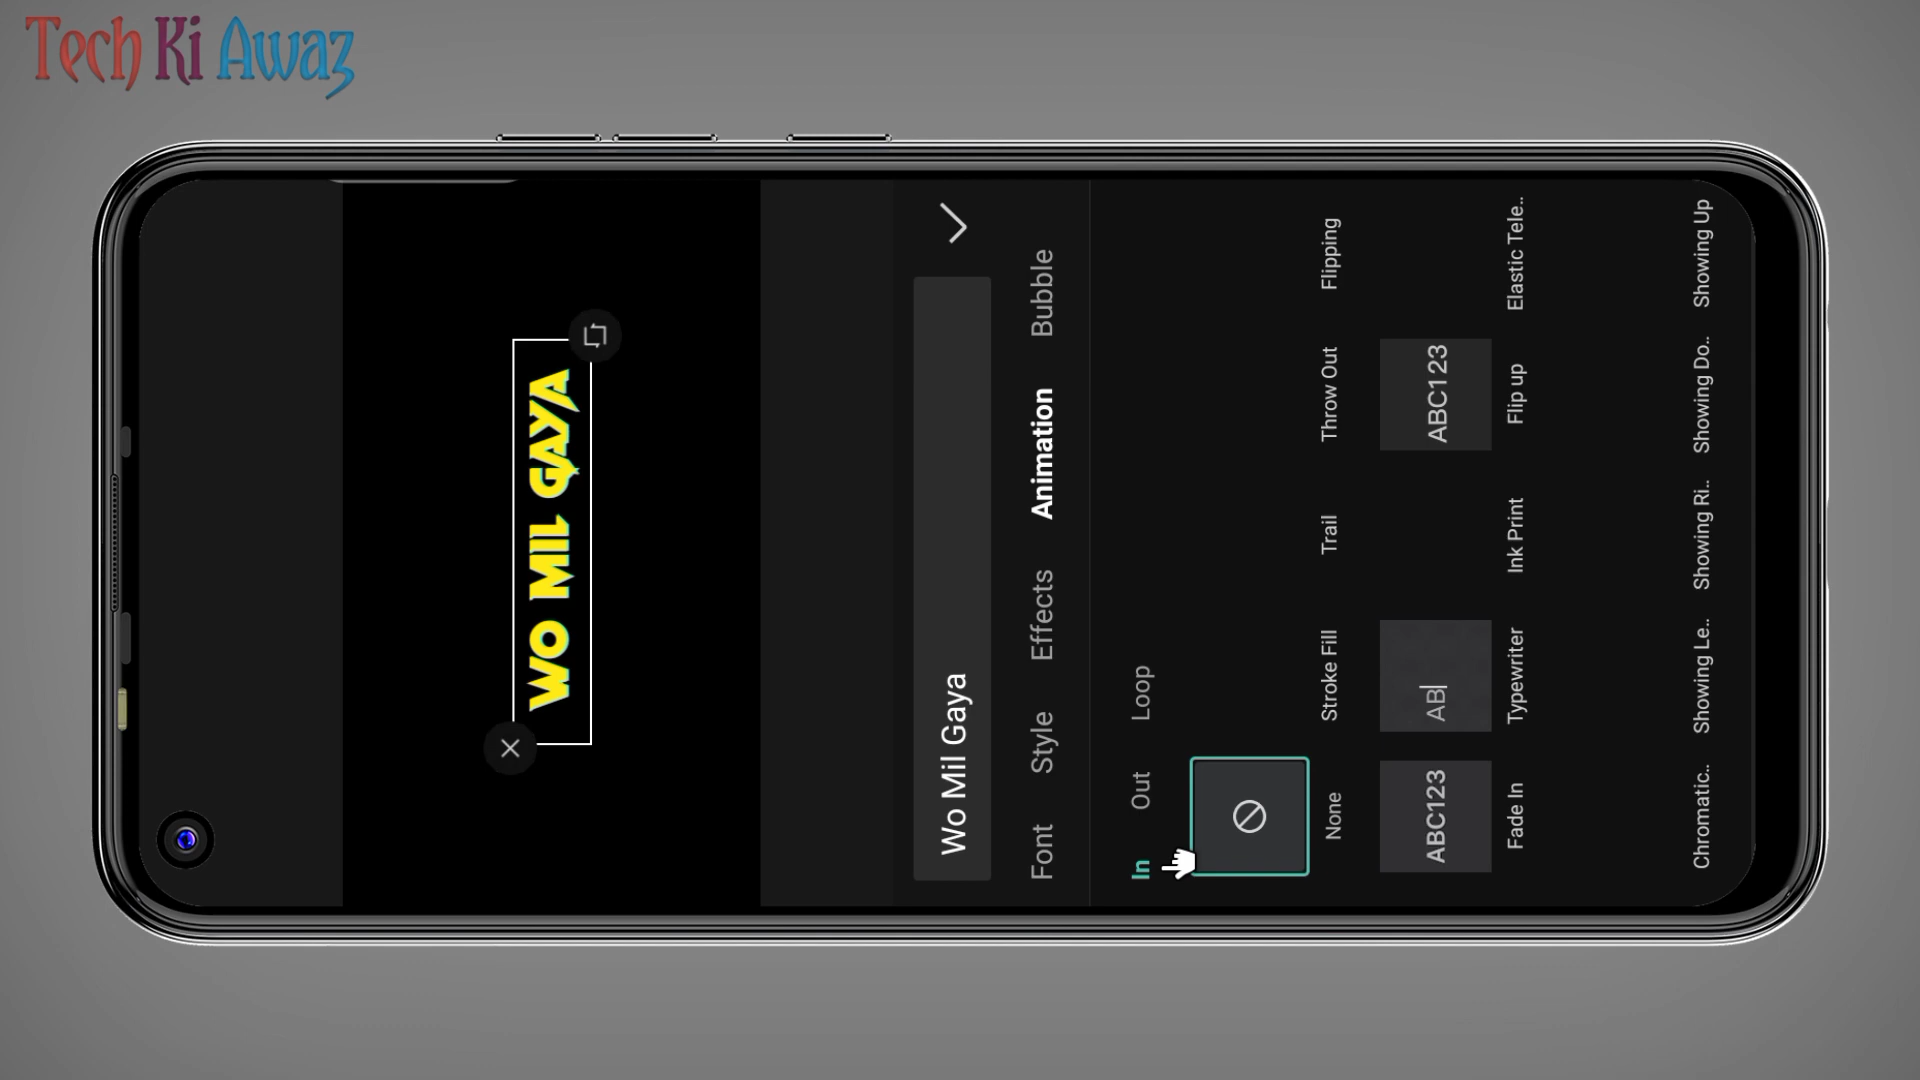 Tech Ki Awaz
WO MIL GAYA
Wo Mil Gaya
Font Style Effects Animation Bubble
In Out Loop
None Stroke Fill Trail Throw Out Flipping
ABC123 AB ABC123
Fade In Typewriter Ink Print Flip up Elastic Tele..
Chromatic.. Showing Le.. Showing Ri.. Showing Do.. Showing Up